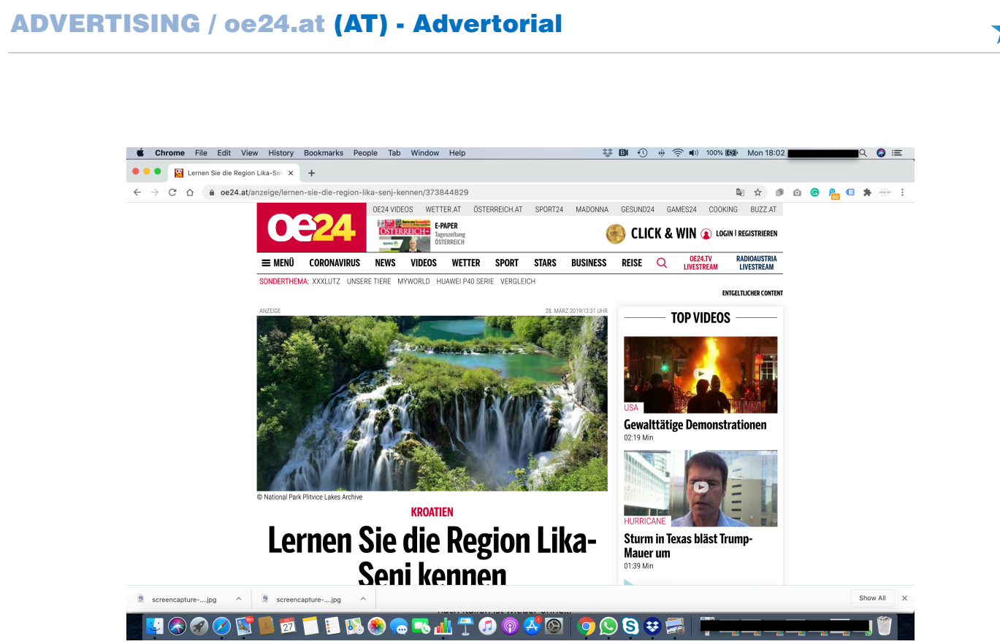 ADVERTISING / oe24.at (AT) - Advertorial
Chrome File Edit View History Bookmarks People Tab Window Help 100% Mon 18:02
Lernen Sie die Region Lika-Sen
oe24.at/anzeige/lernen-sie-die-region-lika-senj-kennen/373844829
50
OE24 VIDEOS WETTER.AT ÖSTERREICH.AT SPORT24 MADONNA GESUND24 GAMES24 COOKING BUZZ.AT
oe24
ÖSTERREICH
E-PAPER
Tageszeitung
ÖSTERREICH
CLICK & WIN LOGIN | REGISTRIEREN
MENÜ CORONAVIRUS NEWS VIDEOS WETTER SPORT STARS BUSINESS REISE
OE24.TV
LIVESTREAM
RADIOAUSTRIA
LIVESTREAM
SONDERTHEMA: XXXLUTZ UNSERE TIERE MYWORLD HUAWEI P40 SERIE VERGLEICH
ENTGELTLICHER CONTENT
ANZEIGE 28. MÄRZ 2019|13:31 UHR
© National Park Plitvice Lakes Archive
KROATIEN
Lernen Sie die Region Lika-
Senj kennen
TOP VIDEOS
USA
Gewalttätige Demonstrationen
02:19 Min
HURRICANE
Sturm in Texas bläst Trump-
Mauer um
01:39 Min
screencapture-....jpg screencapture-....jpg Show All
27